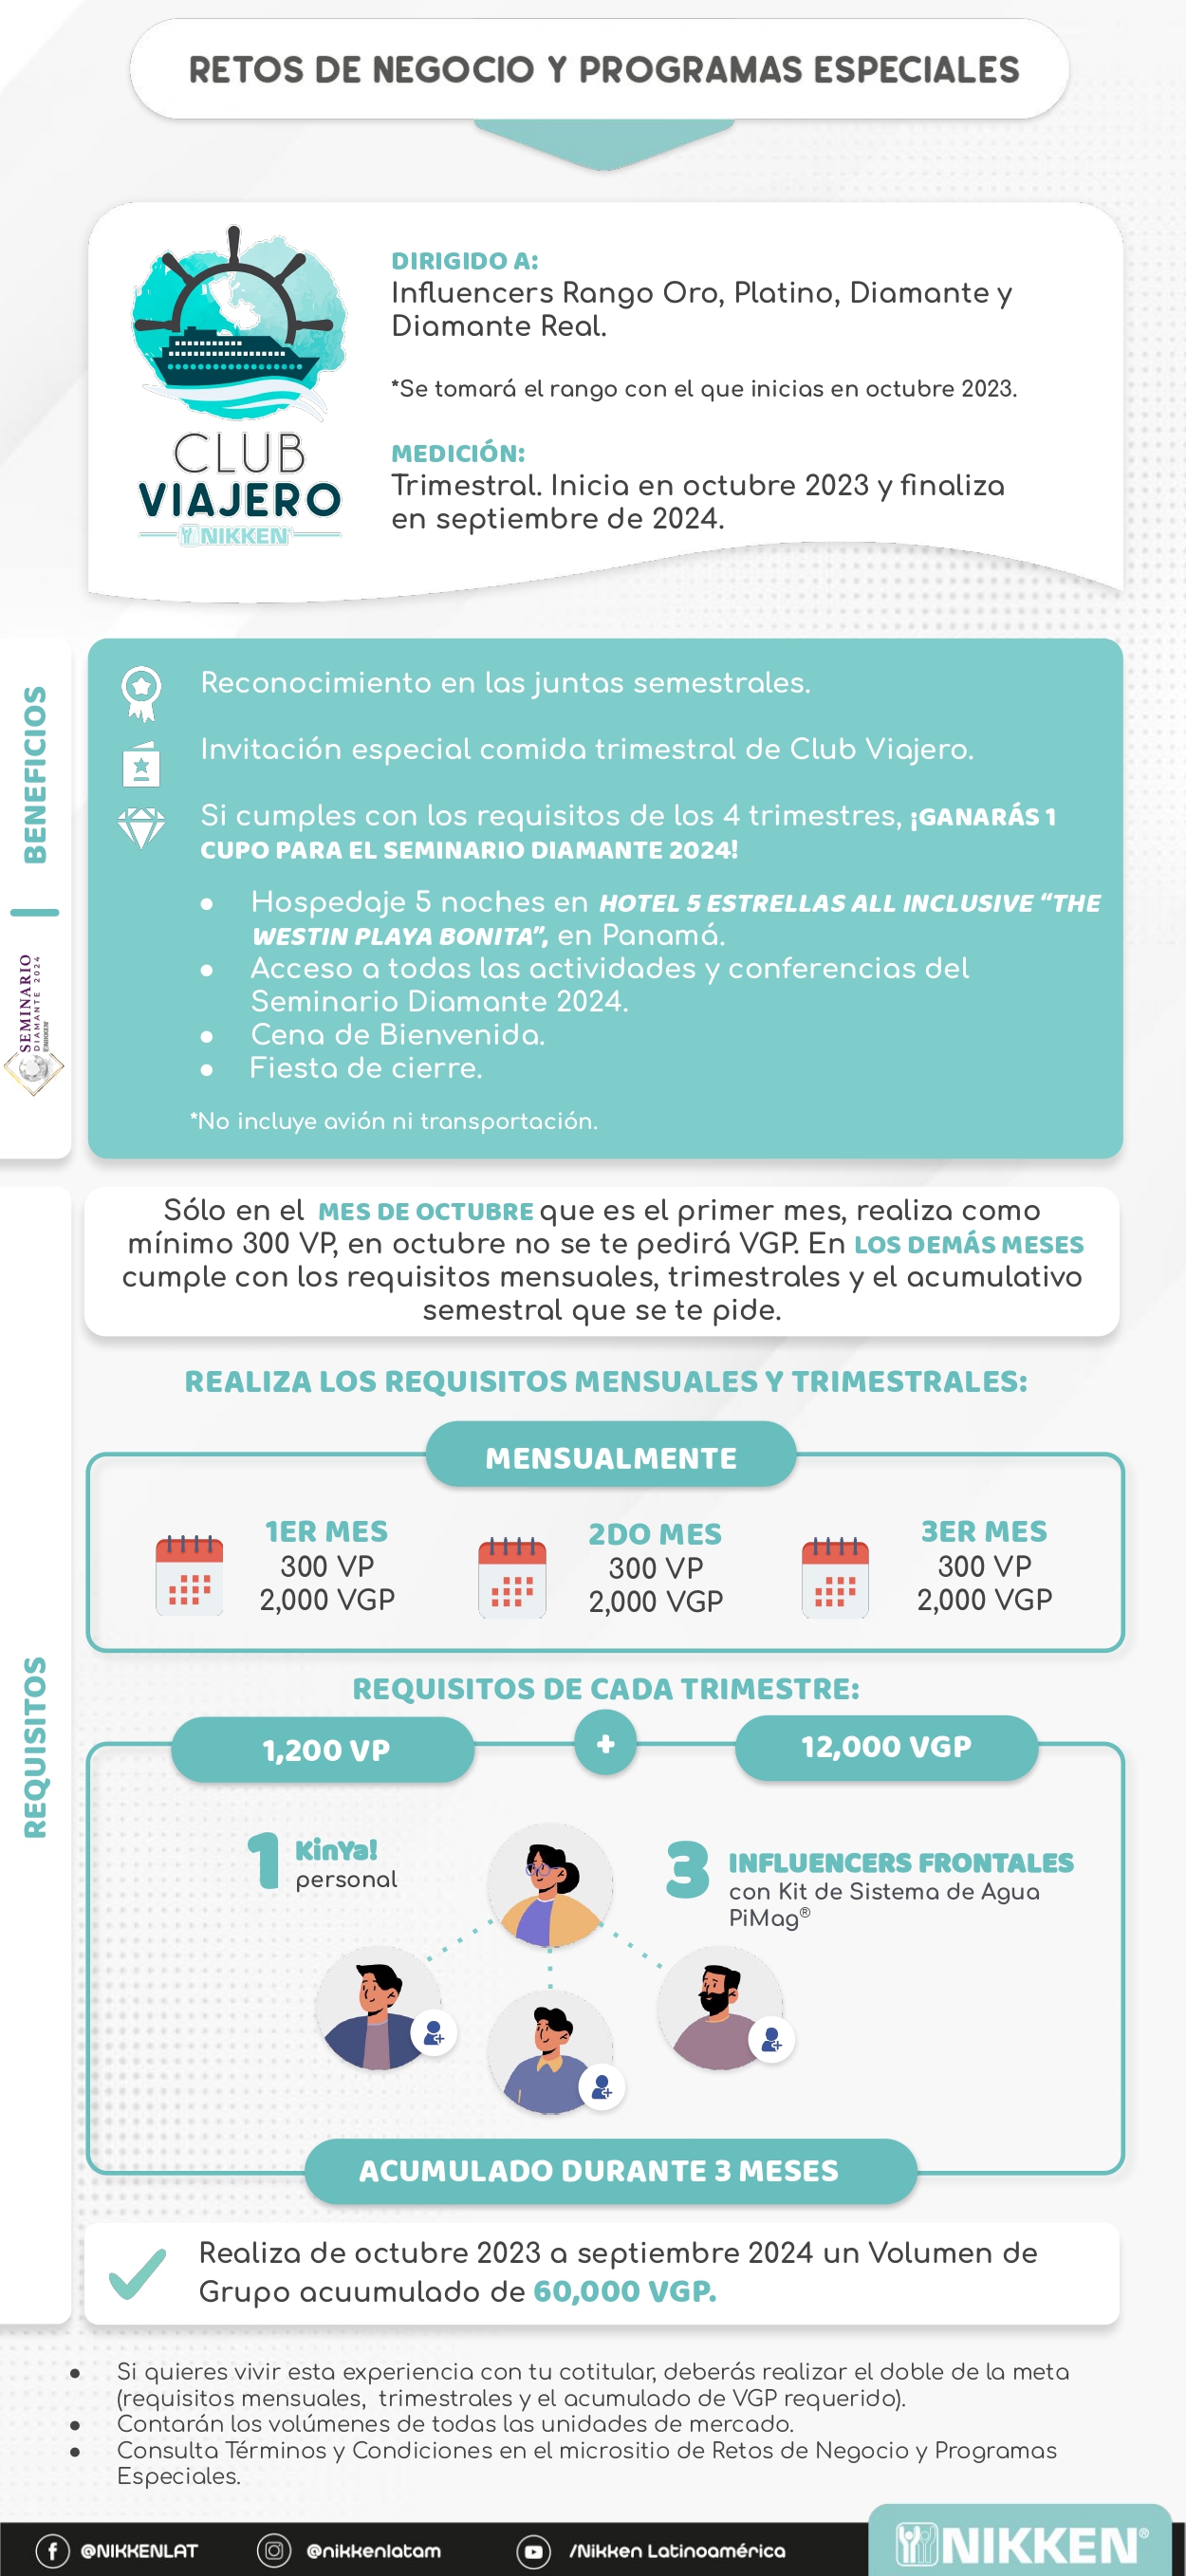 RETOS DE NEGOCIO Y PROGRAMAS ESPECIALES
CLUB
VIAJERO
NIKKEN
DIRIGIDO A:
Influencers Rango Oro, Platino, Diamante y
Diamante Real.
*Se tomará el rango con el que inicias en octubre 2023.
MEDICIÓN:
Trimestral. Inicia en octubre 2023 y finaliza
en septiembre de 2024.
BENEFICIOS
SEMINARIO
DIAMANTE 2024
NIKKEN
Reconocimiento en las juntas semestrales.
Invitación especial comida trimestral de Club Viajero.
Si cumples con los requisitos de los 4 trimestres, ¡GANARÁS 1
CUPO PARA EL SEMINARIO DIAMANTE 2024!
● Hospedaje 5 noches en HOTEL 5 ESTRELLAS ALL INCLUSIVE “THE
WESTIN PLAYA BONITA”, en Panamá.
● Acceso a todas las actividades y conferencias del
Seminario Diamante 2024.
● Cena de Bienvenida.
● Fiesta de cierre.
*No incluye avión ni transportación.
REQUISITOS
Sólo en el MES DE OCTUBRE que es el primer mes, realiza como
mínimo 300 VP, en octubre no se te pedirá VGP. En LOS DEMÁS MESES
cumple con los requisitos mensuales, trimestrales y el acumulativo
semestral que se te pide.
REALIZA LOS REQUISITOS MENSUALES Y TRIMESTRALES:
MENSUALMENTE
1ER MES
300 VP
2,000 VGP
2DO MES
300 VP
2,000 VGP
3ER MES
300 VP
2,000 VGP
REQUISITOS DE CADA TRIMESTRE:
1,200 VP + 12,000 VGP
1 KinYa!
personal
3 INFLUENCERS FRONTALES
con Kit de Sistema de Agua
PiMag®
ACUMULADO DURANTE 3 MESES
Realiza de octubre 2023 a septiembre 2024 un Volumen de
Grupo acuumulado de 60,000 VGP.
● Si quieres vivir esta experiencia con tu cotitular, deberás realizar el doble de la meta
(requisitos mensuales, trimestrales y el acumulado de VGP requerido).
● Contarán los volúmenes de todas las unidades de mercado.
● Consulta Términos y Condiciones en el micrositio de Retos de Negocio y Programas
Especiales.
@NIKKENLAT
@nikkenlatam
/Nikken Latinoamérica
NIKKEN®